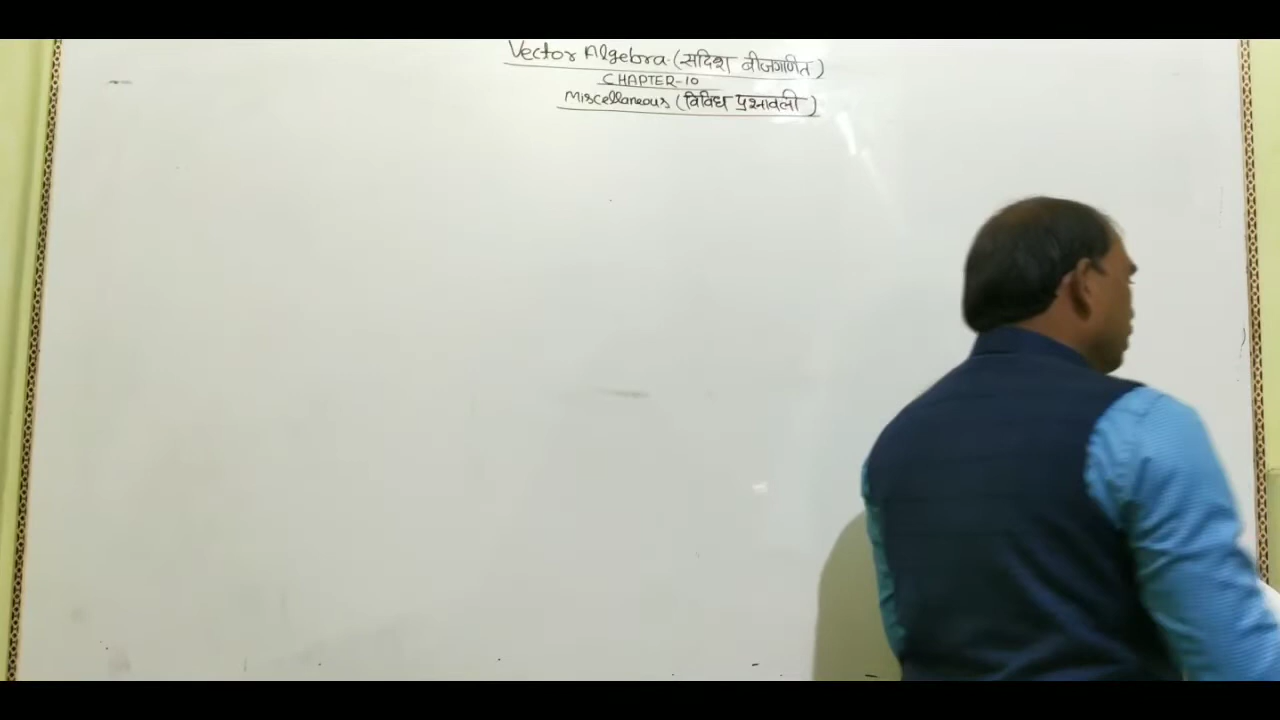 Vector Algebra (सदिश बीजगणित)
CHAPTER-10
Miscellaneous (विविध प्रश्नावली)